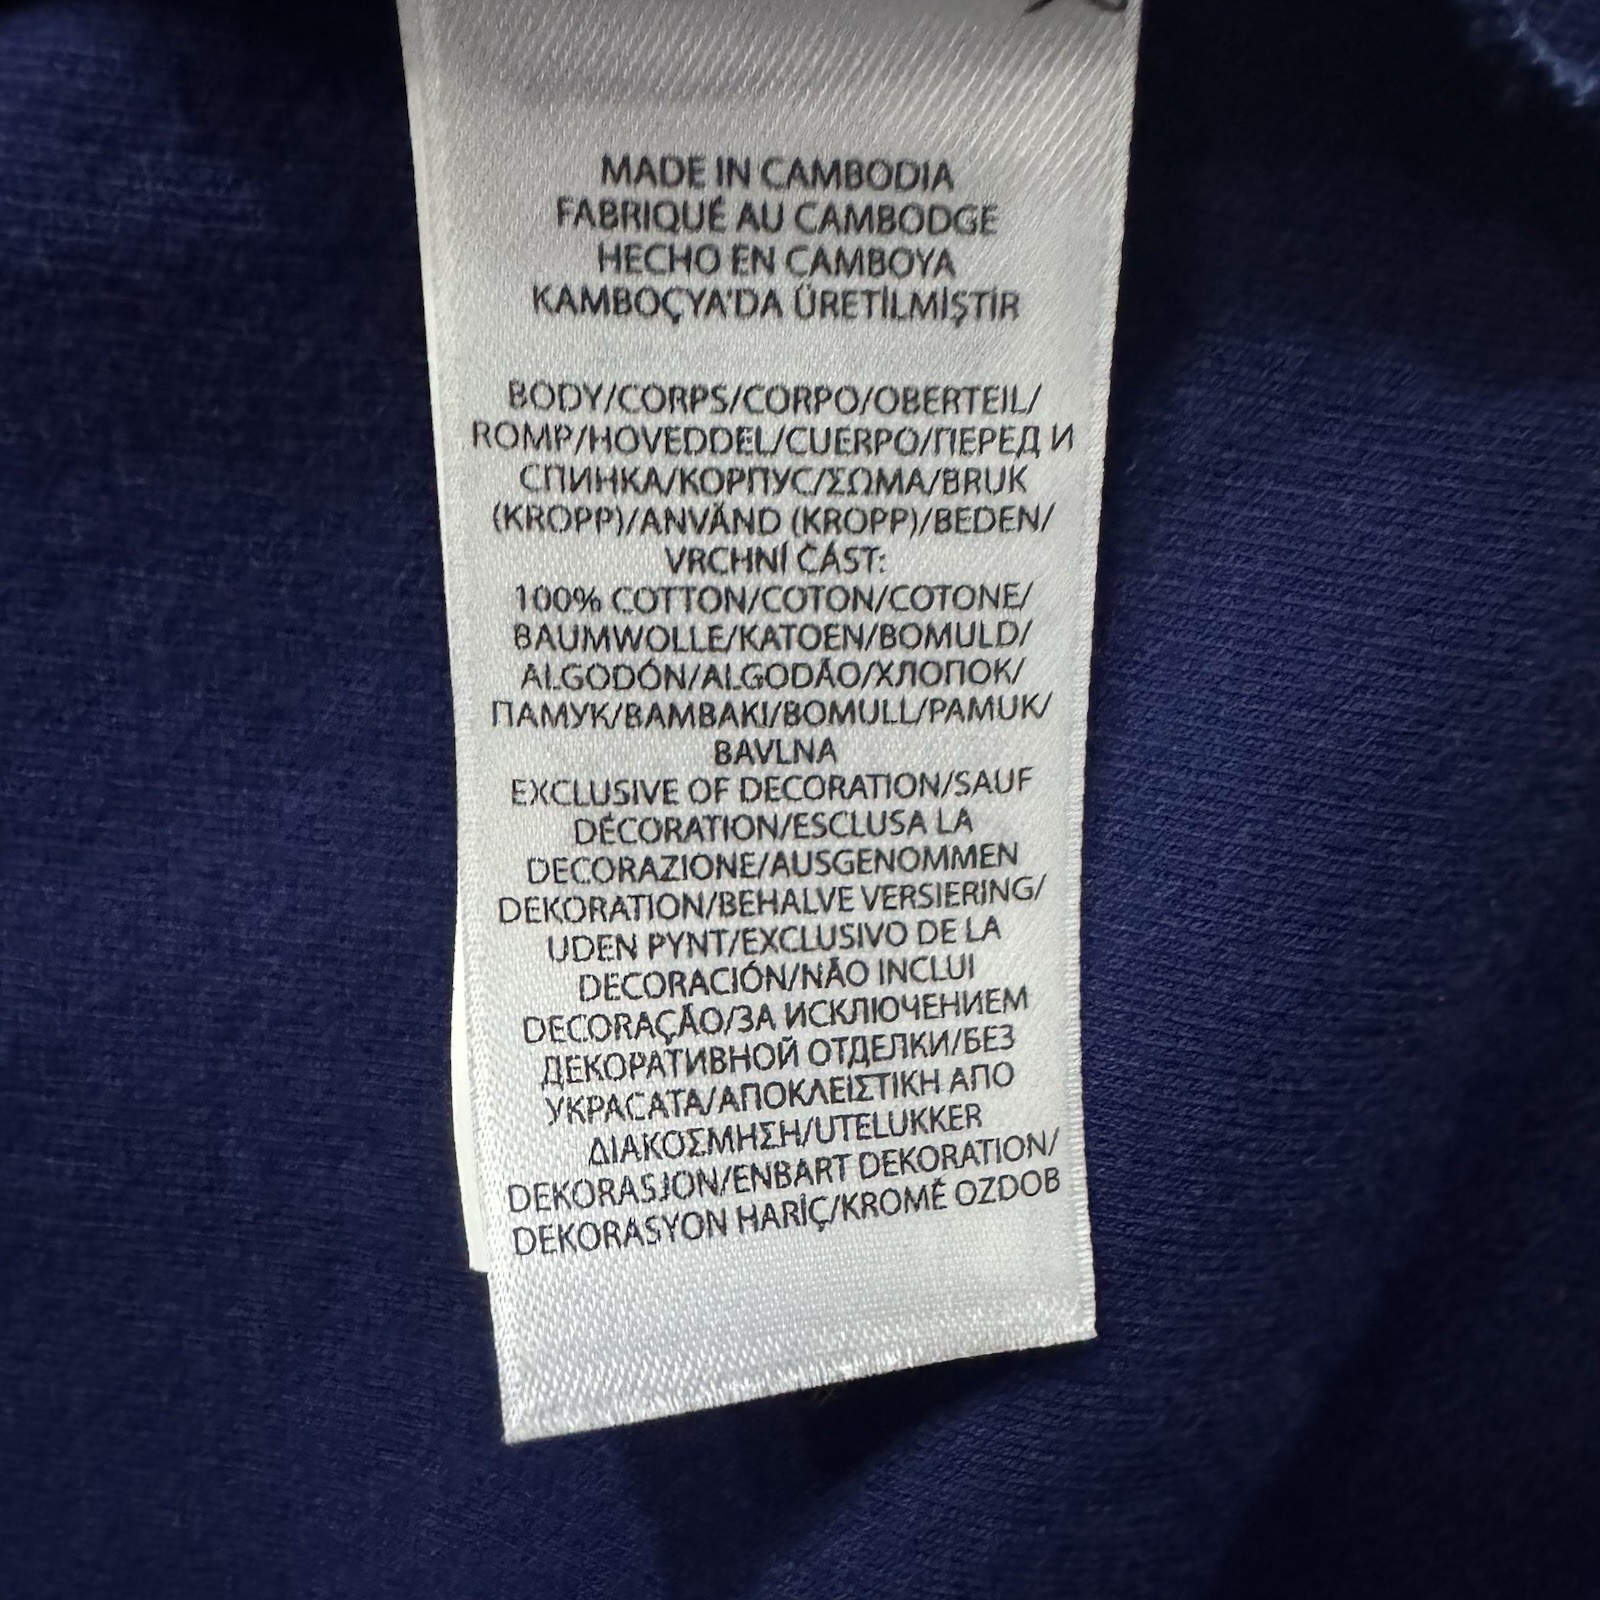 MADE IN CAMBODIA
FABRIQUÉ AU CAMBODGE
HECHO EN CAMBOYA
KAMBOÇYA'DA ÜRETİLMİŞTİR
BODY/CORPS/CORPO/OBERTEIL/
ROMP/HOVEDDEL/CUERPO/ПЕРЕД И
СПИНКА/КОРПУС/ΣΩΜΑ/BRUK
(KROPP)/ANVÄND (KROPP)/BEDEN/
VRCHNÍ ČÁST:
100% COTTON/COTON/COTONE/
BAUMWOLLE/KATOEN/BOMULD/
ALGODÓN/ALGODÃO/ХЛОПОК/
ПАМУК/BAMBAKI/BOMULL/PAMUK/
BAVLNA
EXCLUSIVE OF DECORATION/SAUF
DÉCORATION/ESCLUSA LA
DECORAZIONE/AUSGENOMMEN
DEKORATION/BEHALVE VERSIERING/
UDEN PYNT/EXCLUSIVO DE LA
DECORACIÓN/NÃO INCLUI
DECORAÇÃO/ЗА ИСКЛЮЧЕНИЕМ
ДЕКОРАТИВНОЙ ОТДЕЛКИ/БЕЗ
УКРАСАТА/ΑΠΟΚΛΕΙΣΤΙΚΗ ΑΠΟ
ΔΙΑΚΟΣΜΗΣΗ/UTELUKKER
DEKORASJON/ENBART DEKORATION/
DEKORASYON HARİÇ/KROMĚ OZDOB